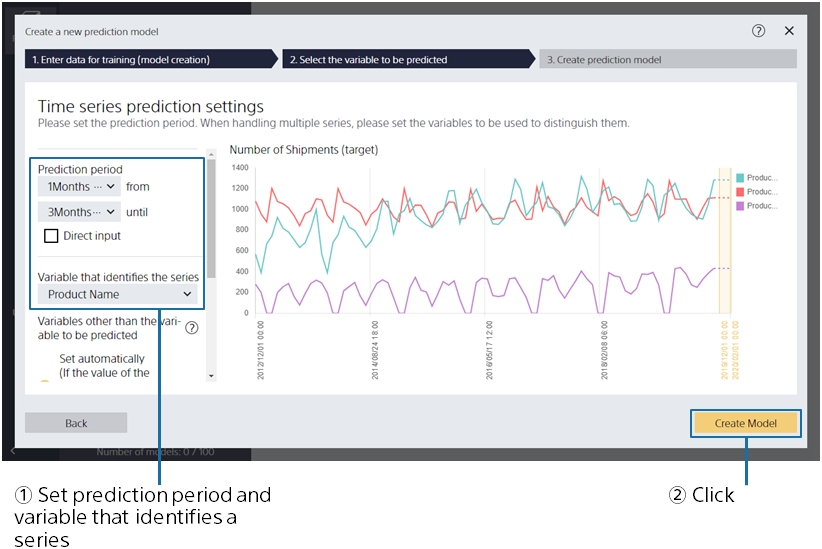 Create a new prediction model
1. Enter data for training (model creation)
2. Select the variable to be predicted
3. Create prediction model
Time series prediction settings
Please set the prediction period. When handling multiple series, please set the variables to be used to distinguish them.
Prediction period
1Months ··· from
3Months··· until
Direct input
Variable that identifies the series
Product Name
Variables other than the vari-
able to be predicted
Set automatically
(If the value of the
Number of Shipments (target)
1400
1200
1000
800
600
400
200
0
2012/12/01 00:00
2014/08/24 18:00
2016/05/17 12:00
2018/02/08 06:00
2019/12/01 00:00
2020/02/01 00:00
Produc...
Produc...
Produc...
Back
Create Model
Number of models: 0 / 100
① Set prediction period and
variable that identifies a
series
② Click